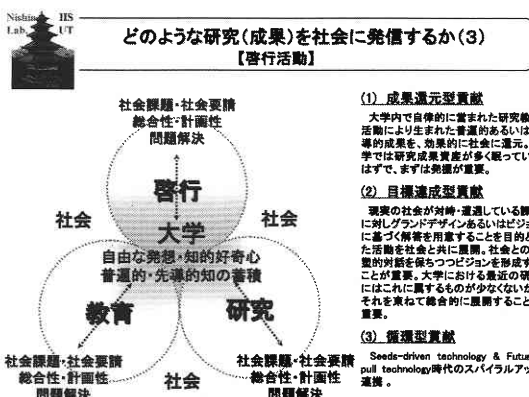 Nishio IIS
Lab. UT
どのような研究(成果)を社会に発信するか(3)
【啓行活動】
社会課題・社会要請
総合性・計画性
問題解決
啓行
社会
社会
大学
自由な発想・知的好奇心
普遍的・先導的知の蓄積
教育
研究
社会課題・社会要請
総合性・計画性
問題解決
社会
社会課題・社会要請
総合性・計画性
問題解決
(1) 成果還元型貢献
大学内で自律的に営まれた研究教
活動により生まれた普遍的あるいは
導的成果を、効果的に社会に還元。
学では研究成果資産が多く眠ってい
はずで、まずは発掘が重要。
(2) 目標達成型貢献
現実の社会が対峙・遭遇している課
に対しグランドデザインあるいはビジョ
に基づく解答を用意することを目的と
た活動を社会と共に展開。社会との
塑的対話を保ちつつビジョンを形成す
ことが重要。大学における最近の研
にはこれに属するものが少なくないが
それを束ねて総合的に展開すること
重要。
(3) 循環型貢献
Seeds-driven technology & Futur
pull technology時代のスパイラルアッ
連携。